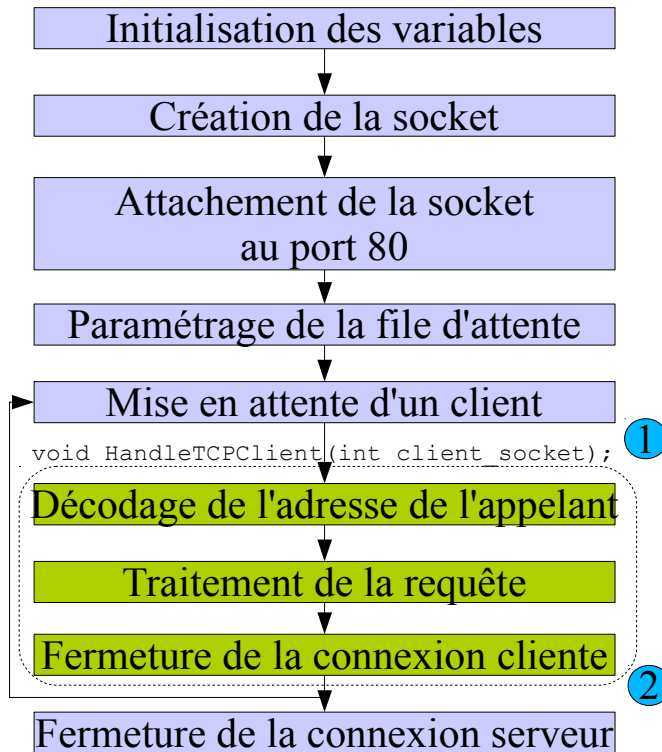 Initialisation des variables
Création de la socket
Attachement de la socket
au port 80
Paramétrage de la file d'attente
Mise en attente d'un client
1
void HandleTCPClient(int client_socket);
Décodage de l'adresse de l'appelant
Traitement de la requête
Fermeture de la connexion cliente
2
Fermeture de la connexion serveur